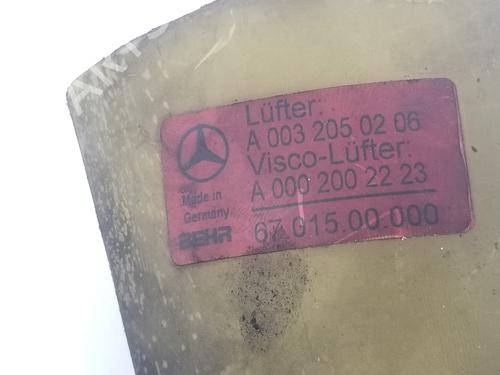 Lüfter:
A 003 205 02 06
Visco-Lüfter:
A 000 200 22 23
Made in
Germany
BEHR
67.015.00.000